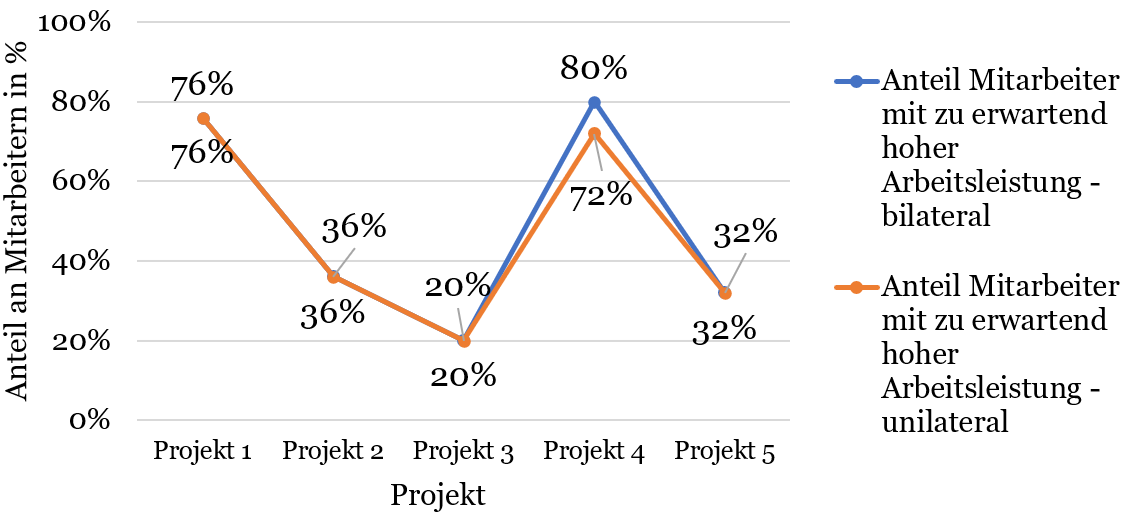 100%
80%
60%
40%
20%
0%
Anteil an Mitarbeitern in %
76%
76%
36%
36%
20%
20%
80%
72%
32%
32%
Projekt 1
Projekt 2
Projekt 3
Projekt 4
Projekt 5
Projekt
Anteil Mitarbeiter
mit zu erwartend
hoher
Arbeitsleistung -
bilateral
Anteil Mitarbeiter
mit zu erwartend
hoher
Arbeitsleistung -
unilateral